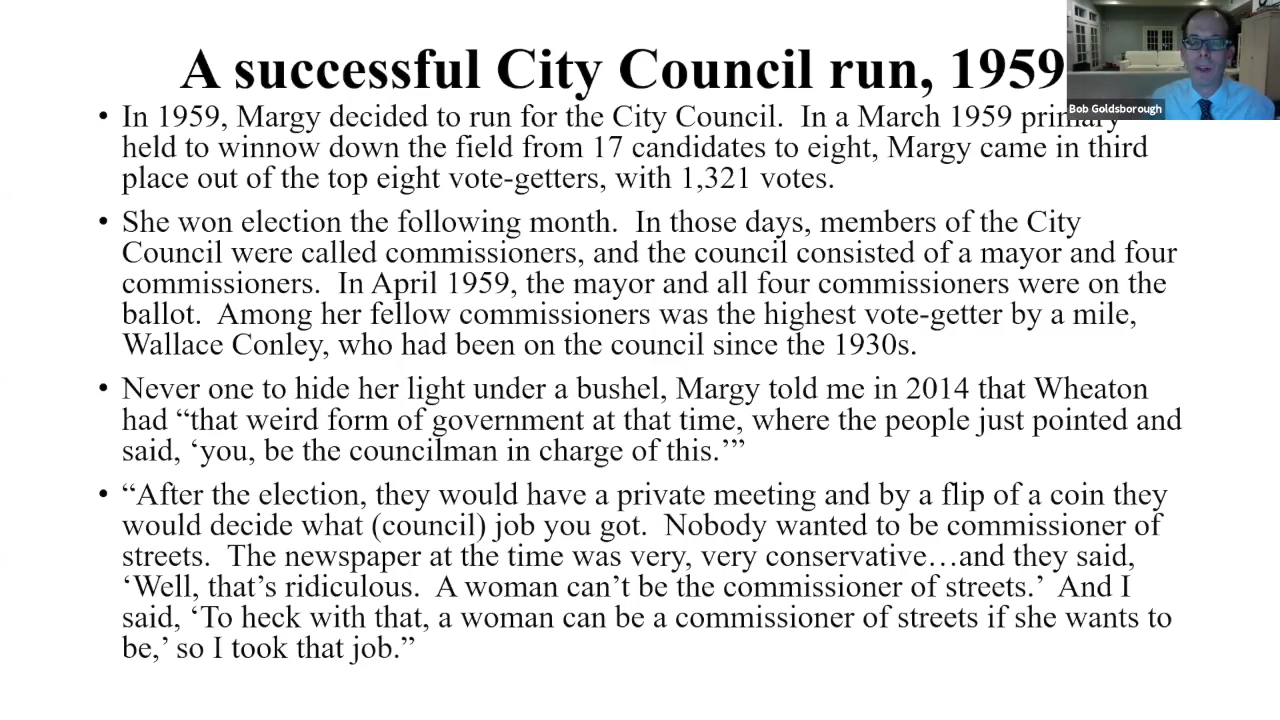 A successful City Council run, 1959
Bob Goldsborough
• In 1959, Margy decided to run for the City Council.  In a March 1959 primary
held to winnow down the field from 17 candidates to eight, Margy came in third
place out of the top eight vote-getters, with 1,321 votes.
• She won election the following month.  In those days, members of the City
Council were called commissioners, and the council consisted of a mayor and four
commissioners.  In April 1959, the mayor and all four commissioners were on the
ballot.  Among her fellow commissioners was the highest vote-getter by a mile,
Wallace Conley, who had been on the council since the 1930s.
• Never one to hide her light under a bushel, Margy told me in 2014 that Wheaton
had “that weird form of government at that time, where the people just pointed and
said, ‘you, be the councilman in charge of this.’”
• “After the election, they would have a private meeting and by a flip of a coin they
would decide what (council) job you got.  Nobody wanted to be commissioner of
streets.  The newspaper at the time was very, very conservative…and they said,
‘Well, that’s ridiculous.  A woman can’t be the commissioner of streets.’  And I
said, ‘To heck with that, a woman can be a commissioner of streets if she wants to
be,’ so I took that job.”